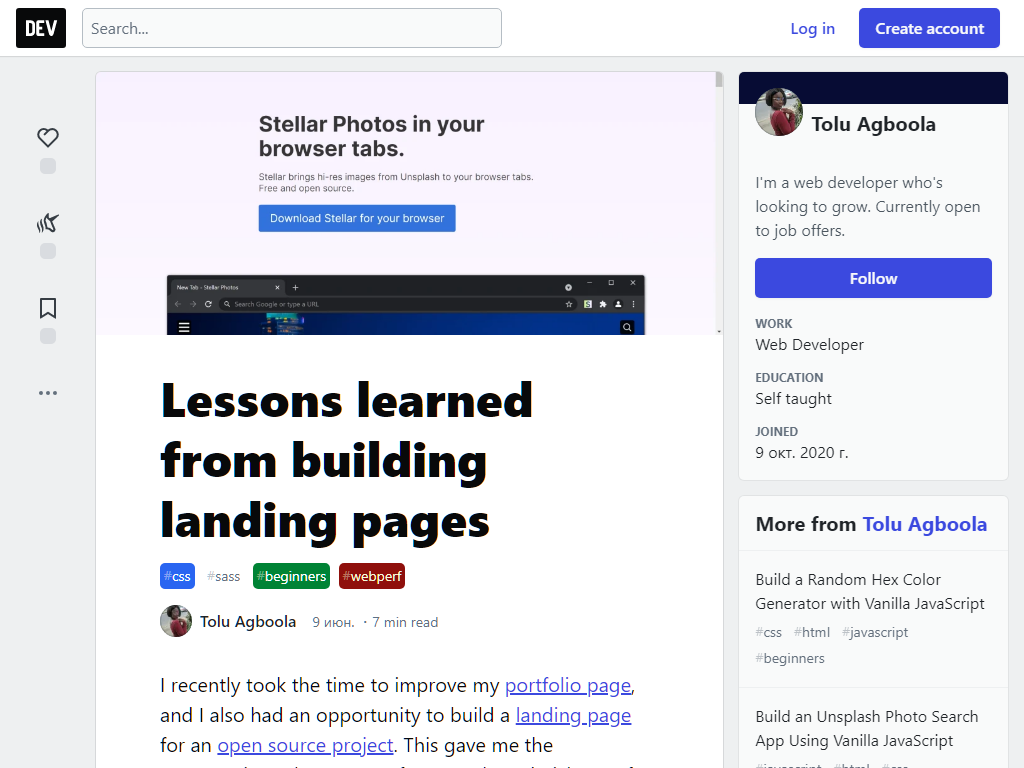 DEV
Search...
Log in
Create account
Stellar Photos in your
browser tabs.
Stellar brings hi-res images from Unsplash to your browser tabs.
Free and open source.
Download Stellar for your browser
New Tab - Stellar Photos
Search Google or type a URL
Lessons learned
from building
landing pages
#css #sass #beginners #webperf
Tolu Agboola 9 июн. · 7 min read
I recently took the time to improve my portfolio page,
and I also had an opportunity to build a landing page
for an open source project. This gave me the
Tolu Agboola
I'm a web developer who's
looking to grow. Currently open
to job offers.
Follow
WORK
Web Developer
EDUCATION
Self taught
JOINED
9 окт. 2020 г.
More from Tolu Agboola
Build a Random Hex Color
Generator with Vanilla JavaScript
#css #html #javascript
#beginners
Build an Unsplash Photo Search
App Using Vanilla JavaScript
#javascript #html #css